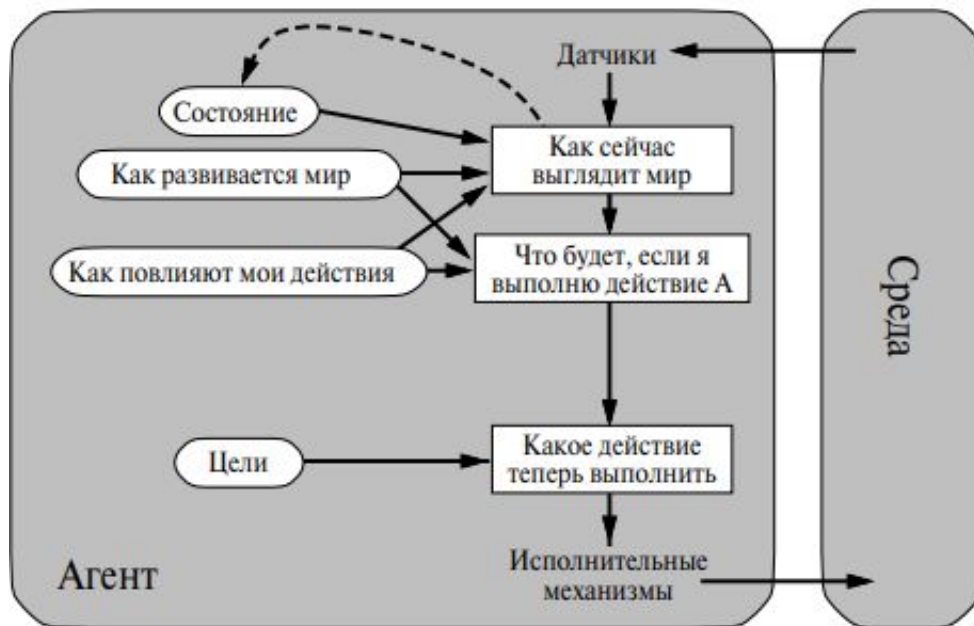 Датчики
Состояние
Как сейчас
выглядит мир
Как развивается мир
Как повлияют мои действия
Что будет, если я
выполню действие А
Среда
Цели
Какое действие
теперь выполнить
Исполнительные
механизмы
Агент